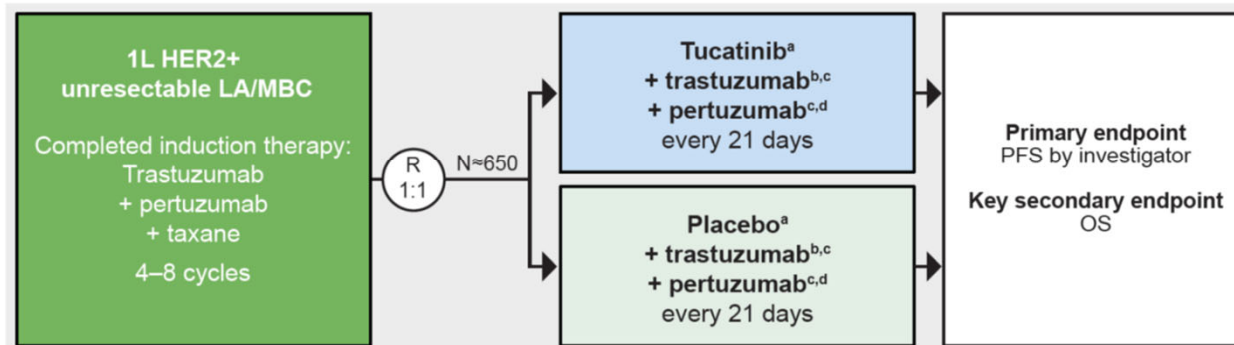 1L HER2+
unresectable LA/MBC
Completed induction therapy:
Trastuzumab
+ pertuzumab
+ taxane
4–8 cycles
R
1:1
N≈650
Tucatinibᵃ
+ trastuzumabᵇ,ᶜ
+ pertuzumabᶜ,ᵈ
every 21 days
Placeboᵃ
+ trastuzumabᵇ,ᶜ
+ pertuzumabᶜ,ᵈ
every 21 days
Primary endpoint
PFS by investigator
Key secondary endpoint
OS